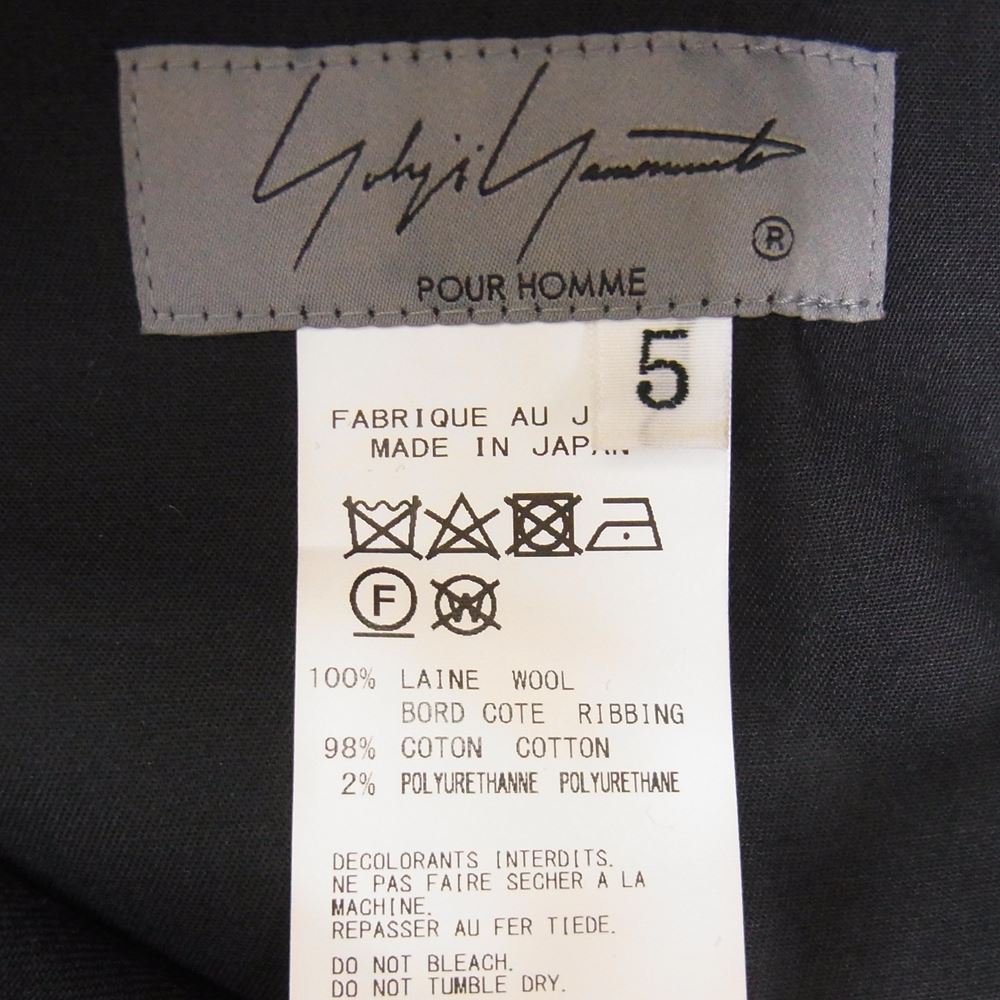 Yohji Yamamoto
®
POUR HOMME
5
FABRIQUE AU J
MADE IN JAPAN
F
W
100% LAINE WOOL
BORD COTE RIBBING
98% COTON COTTON
2% POLYURETHANNE POLYURETHANE
DECOLORANTS INTERDITS.
NE PAS FAIRE SECHER A LA
MACHINE.
REPASSER AU FER TIEDE.
DO NOT BLEACH.
DO NOT TUMBLE DRY.